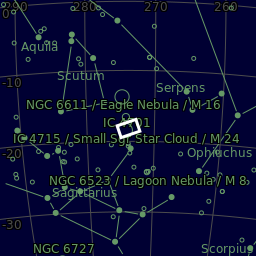 290
280
270
260
Aquila
-10
Scutum
Serpens
NGC 6611 / Eagle Nebula / M 16
IC
01
IC 4715 / Small Sgr Star Cloud / M 24
-20
Ophiuchus
NGC 6523 / Lagoon Nebula / M 8
Sagittarius
-30
NGC 6727
Scorpius